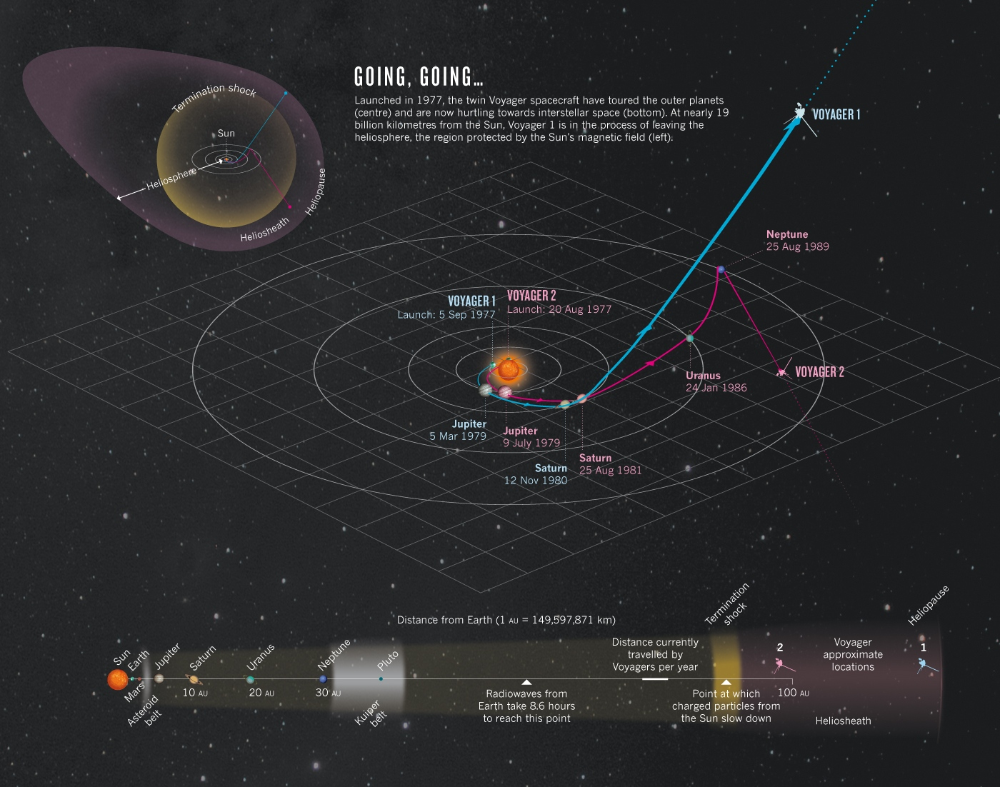 GOING, GOING...
Launched in 1977, the twin Voyager spacecraft have toured the outer planets
(centre) and are now hurtling towards interstellar space (bottom). At nearly 19
billion kilometres from the Sun, Voyager 1 is in the process of leaving the
heliosphere, the region protected by the Sun's magnetic field (left).
Termination shock
Sun
Heliosphere
Heliopause
Heliosheath
VOYAGER 1
Neptune
25 Aug 1989
VOYAGER 1
Launch: 5 Sep 1977
VOYAGER 2
Launch: 20 Aug 1977
Uranus
24 Jan 1986
VOYAGER 2
Jupiter
5 Mar 1979
Jupiter
9 July 1979
Saturn
12 Nov 1980
Saturn
25 Aug 1981
Distance from Earth (1 AU = 149,597,871 km)
Sun
Earth
Mars
Asteroid
belt
Jupiter
Saturn
10 AU
Uranus
20 AU
Neptune
30 AU
Pluto
Kuiper
belt
Radiowaves from
Earth take 8.6 hours
to reach this point
Distance currently
travelled by
Voyagers per year
Termination
shock
Point at which
charged particles from
the Sun slow down
2
100 AU
Voyager
approximate
locations
Heliosheath
1
Heliopause